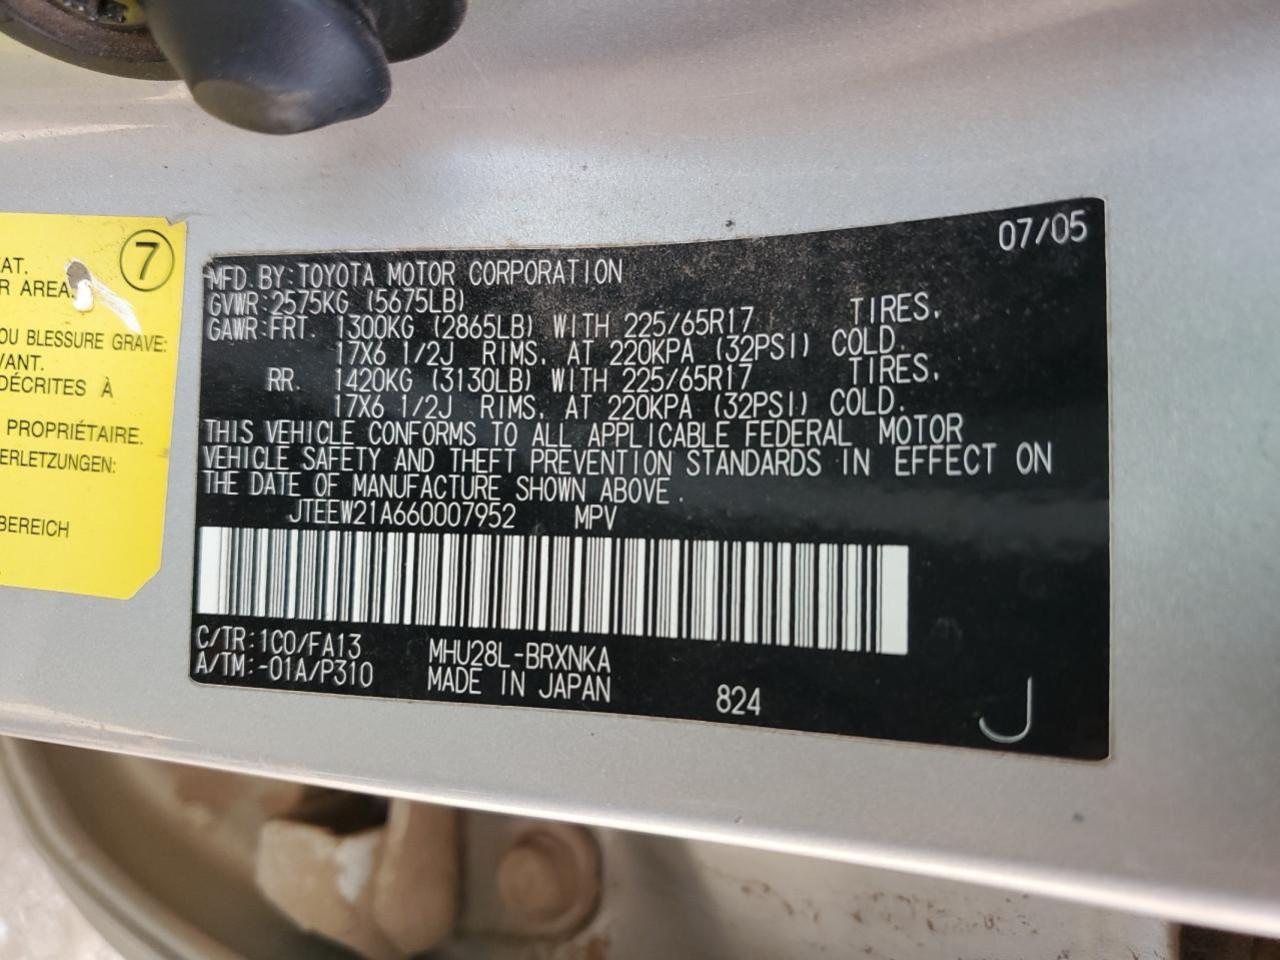 7
AT.
R AREA.
OU BLESSURE GRAVE:
VANT.
DÉCRITES À
PROPRIÉTAIRE.
ERLETZUNGEN:
BEREICH
07/05
MFD. BY: TOYOTA MOTOR CORPORATION
GVWR: 2575KG (5675LB)
GAWR: FRT. 1300KG (2865LB) WITH 225/65R17 TIRES,
17X6 1/2J RIMS, AT 220KPA (32PSI) COLD.
RR. 1420KG (3130LB) WITH 225/65R17 TIRES,
17X6 1/2J RIMS, AT 220KPA (32PSI) COLD.
THIS VEHICLE CONFORMS TO ALL APPLICABLE FEDERAL MOTOR
VEHICLE SAFETY AND THEFT PREVENTION STANDARDS IN EFFECT ON
THE DATE OF MANUFACTURE SHOWN ABOVE.
JTEEW21A660007952 MPV
C/TR: 1C0/FA13 MHU28L-BRXNKA
A/TM: -01A/P310 MADE IN JAPAN 824 J